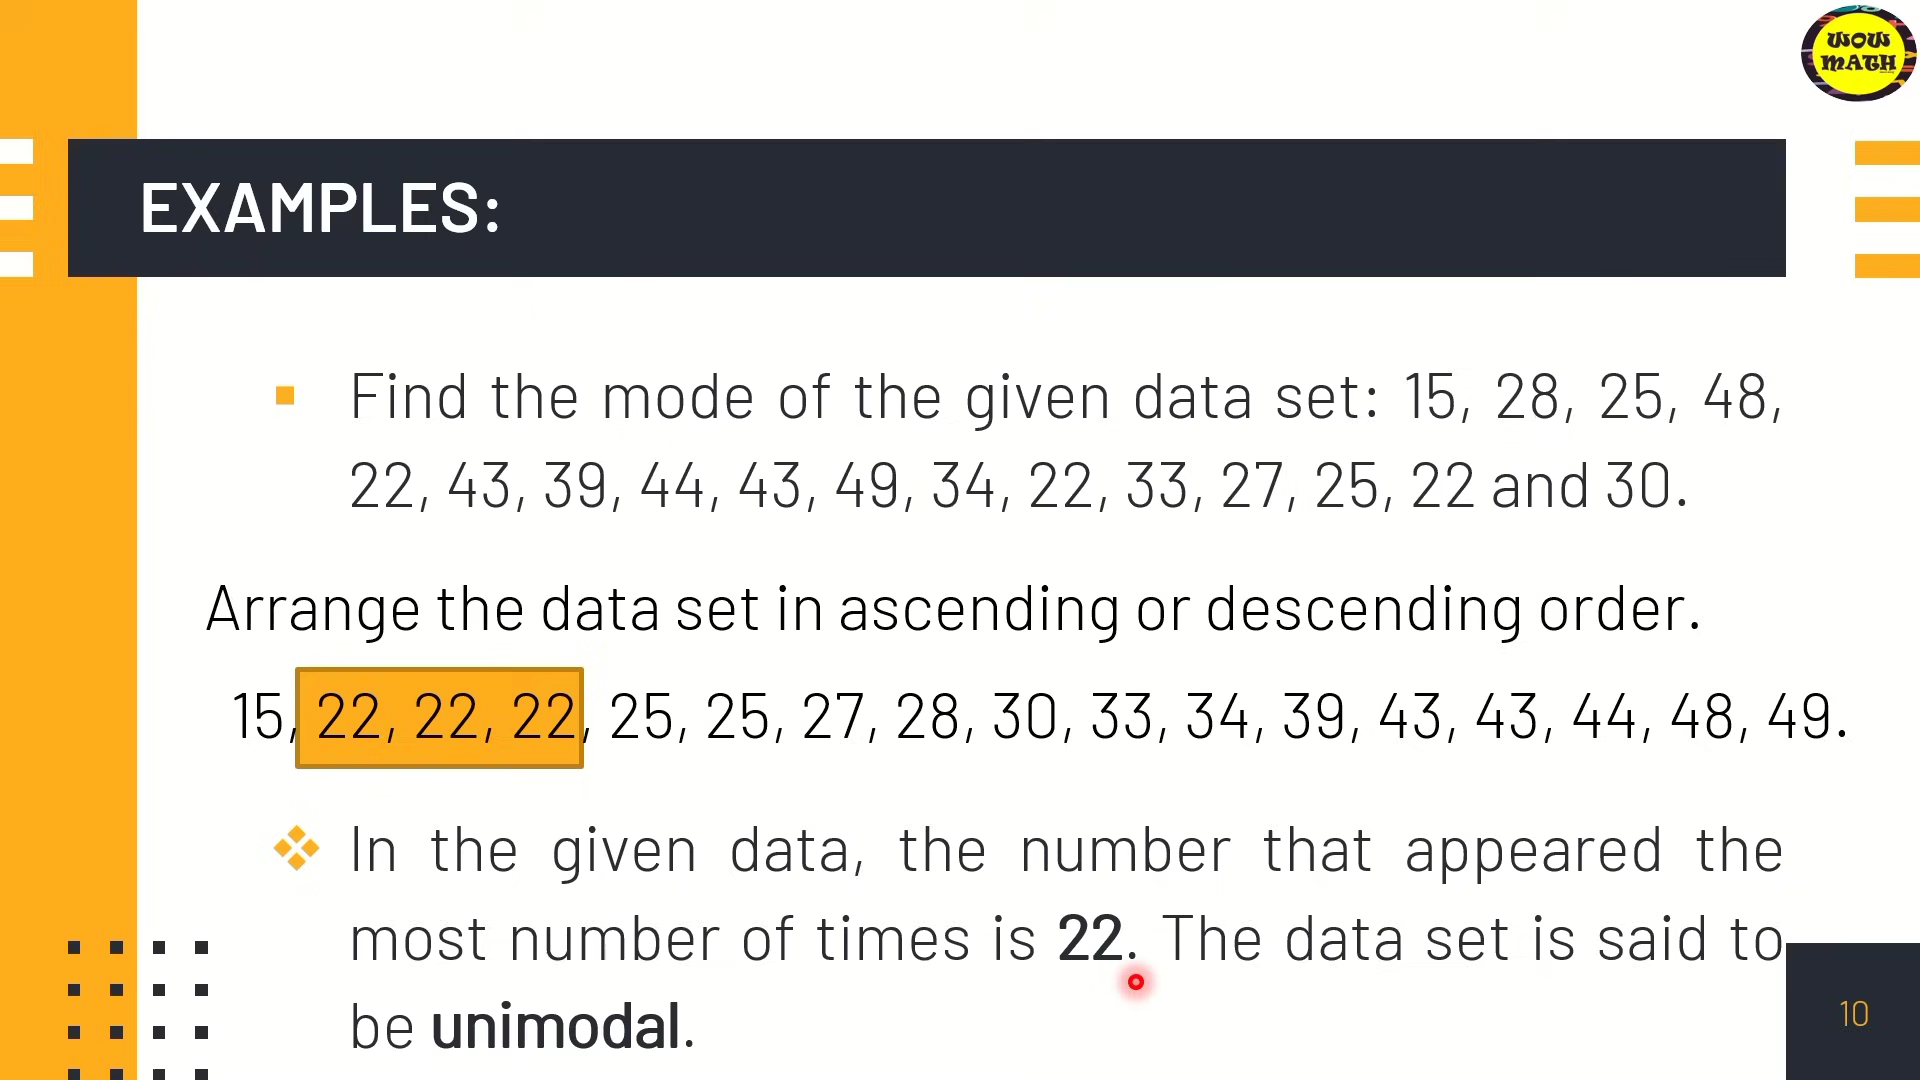 WOW
MATH
EXAMPLES:
Find the mode of the given data set: 15, 28, 25, 48,
22, 43, 39, 44, 43, 49, 34, 22, 33, 27, 25, 22 and 30.
Arrange the data set in ascending or descending order.
15, 22, 22, 22, 25, 25, 27, 28, 30, 33, 34, 39, 43, 43, 44, 48, 49.
In the given data, the number that appeared the
most number of times is 22. The data set is said to
be unimodal.
10